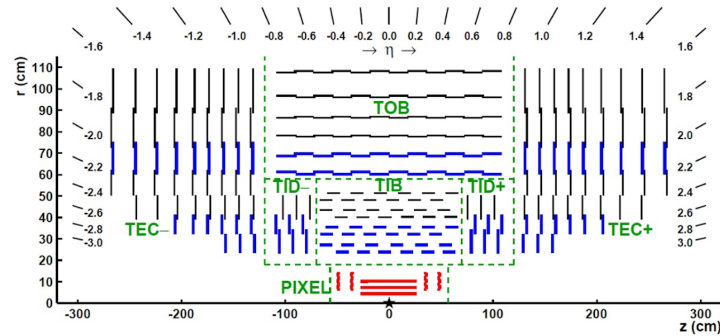 -1.6 -1.4 -1.2 -1.0 -0.8 -0.6 -0.4 -0.2 0.0 0.2 0.4 0.6 0.8 1.0 1.2 1.4 1.6
→ η →
r (cm)
110
100
90
80
70
60
50
40
30
20
10
0
-1.8
-2.0
-2.2
-2.4
-2.6
-2.8
-3.0
1.8
2.0
2.2
2.4
2.6
2.8
3.0
TOB
TID− TIB TID+
TEC− TEC+
PIXEL
-300 -200 -100 0 100 200 300
z (cm)